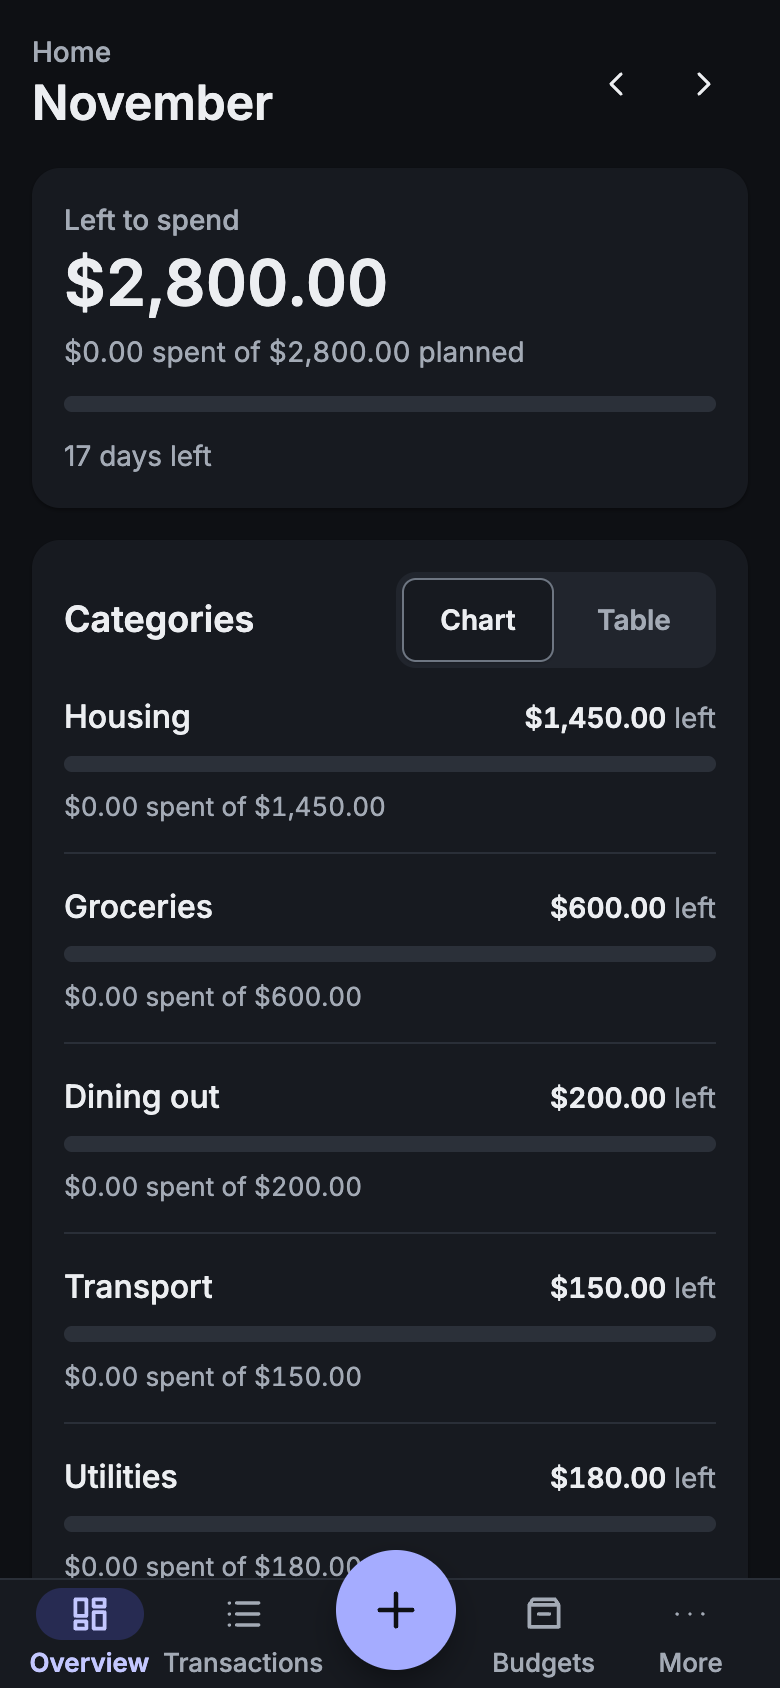 Home
November
Left to spend
$2,800.00
$0.00 spent of $2,800.00 planned
17 days left
Categories
Chart
Table
Housing
$1,450.00 left
$0.00 spent of $1,450.00
Groceries
$600.00 left
$0.00 spent of $600.00
Dining out
$200.00 left
$0.00 spent of $200.00
Transport
$150.00 left
$0.00 spent of $150.00
Utilities
$180.00 left
$0.00 spent of $180.00
Overview
Transactions
Budgets
More